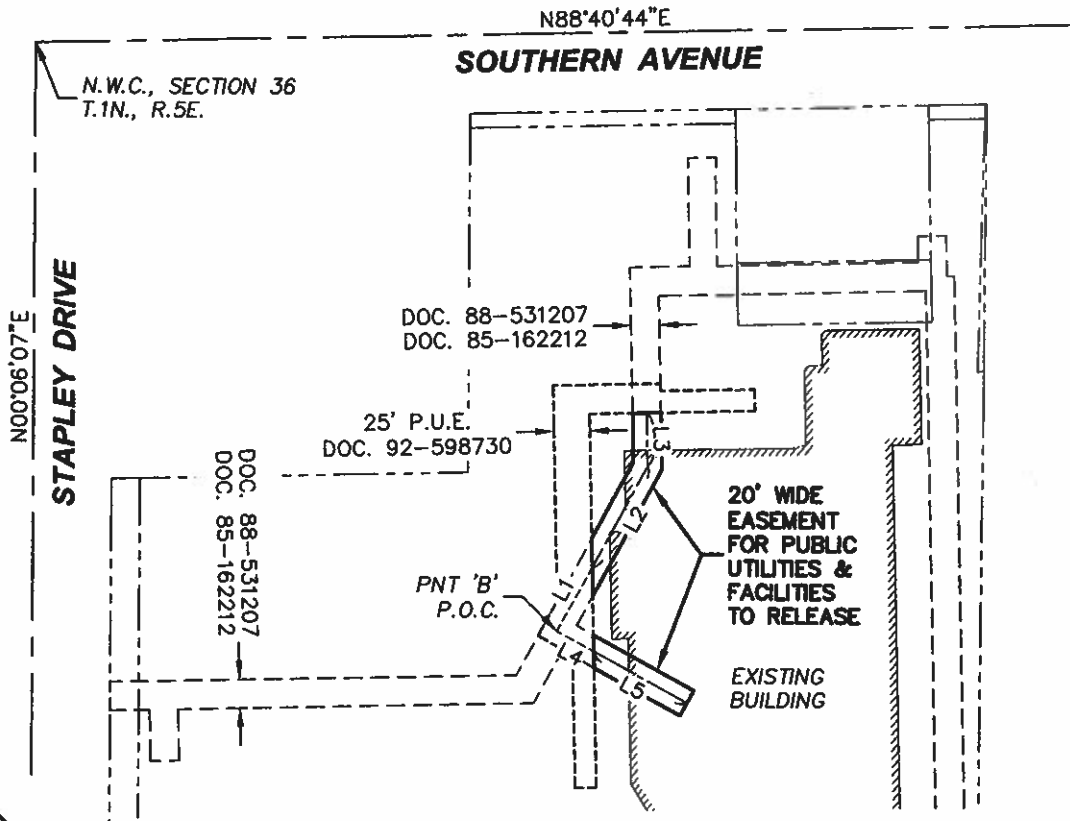 N88°40'44"E
SOUTHERN AVENUE
N.W.C., SECTION 36
T.1N., R.5E.
N00°06'07"E
STAPLEY DRIVE
DOC. 88-531207
DOC. 85-162212
25' P.U.E.
DOC. 92-598730
DOC. 88-531207
DOC. 85-162212
L3
L2
L1
20' WIDE
EASEMENT
FOR PUBLIC
UTILITIES &
FACILITIES
TO RELEASE
PNT 'B'
P.O.C.
L4
L5
EXISTING
BUILDING